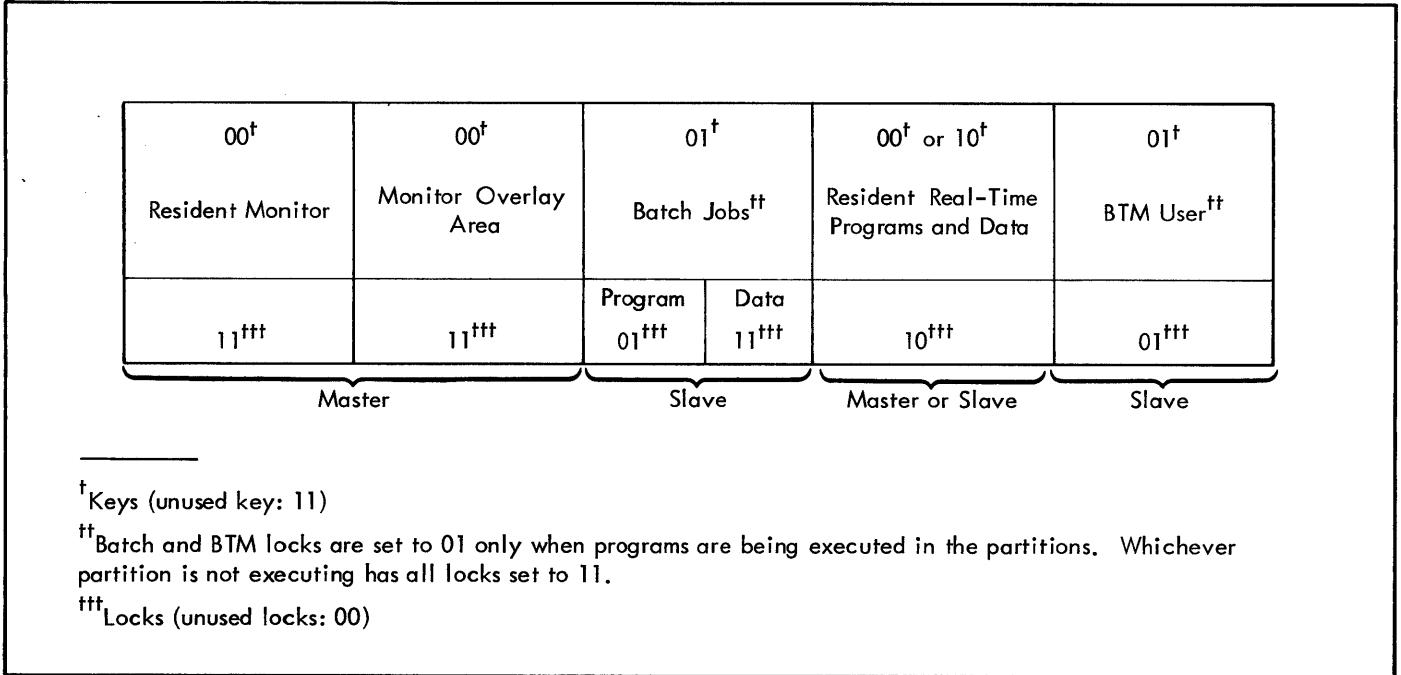 00† 00† 01† 00† or 10† 01†
Resident Monitor
Monitor Overlay
Area
Batch Jobs††
Resident Real-Time
Programs and Data
BTM User††
11††† 11†††
Program
01†††
Data
11†††
10††† 01†††
Master Slave Master or Slave Slave
†Keys (unused key: 11)
††Batch and BTM locks are set to 01 only when programs are being executed in the partitions. Whichever
partition is not executing has all locks set to 11.
†††Locks (unused locks: 00)